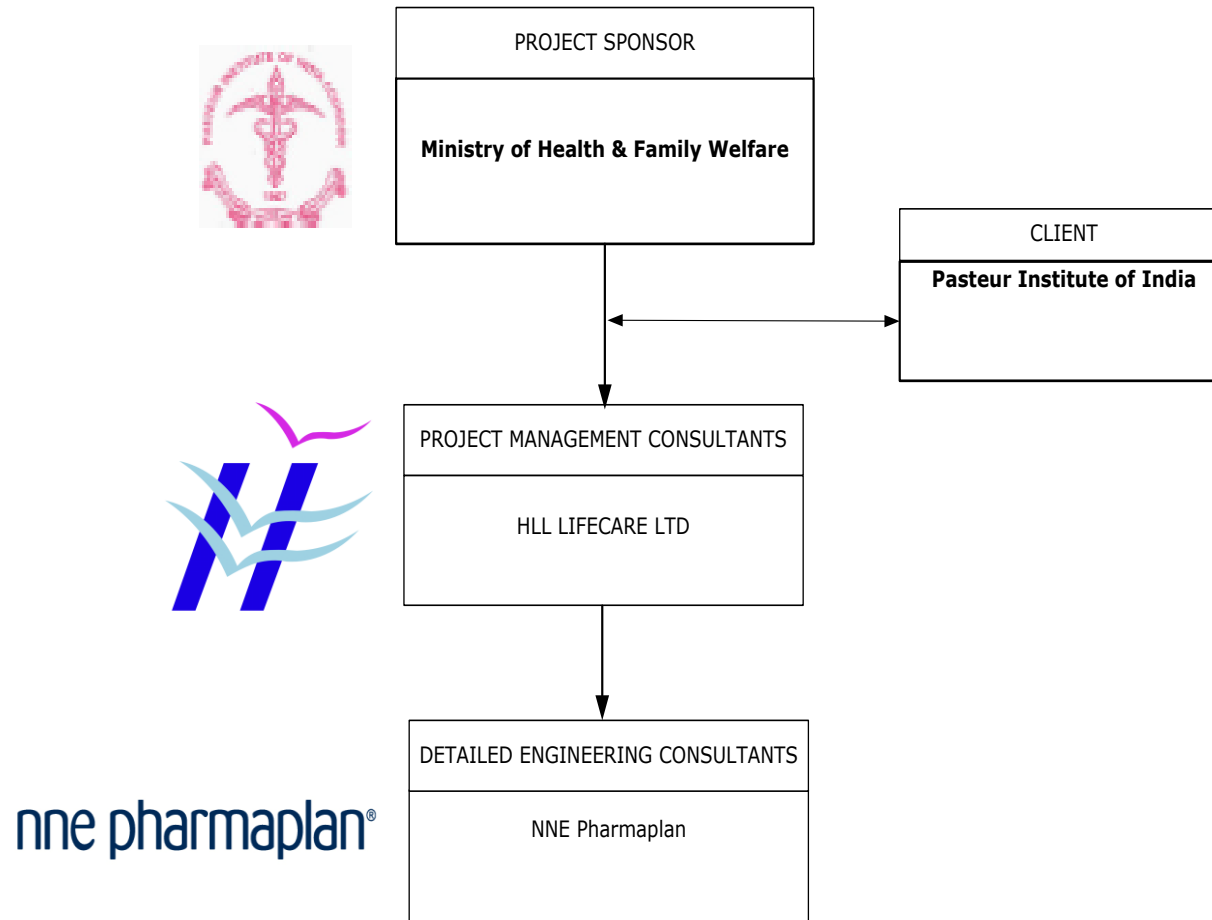 PROJECT SPONSOR
Ministry of Health & Family Welfare
CLIENT
Pasteur Institute of India
PROJECT MANAGEMENT CONSULTANTS
HLL LIFECARE LTD
DETAILED ENGINEERING CONSULTANTS
nne pharmaplan®
NNE Pharmaplan